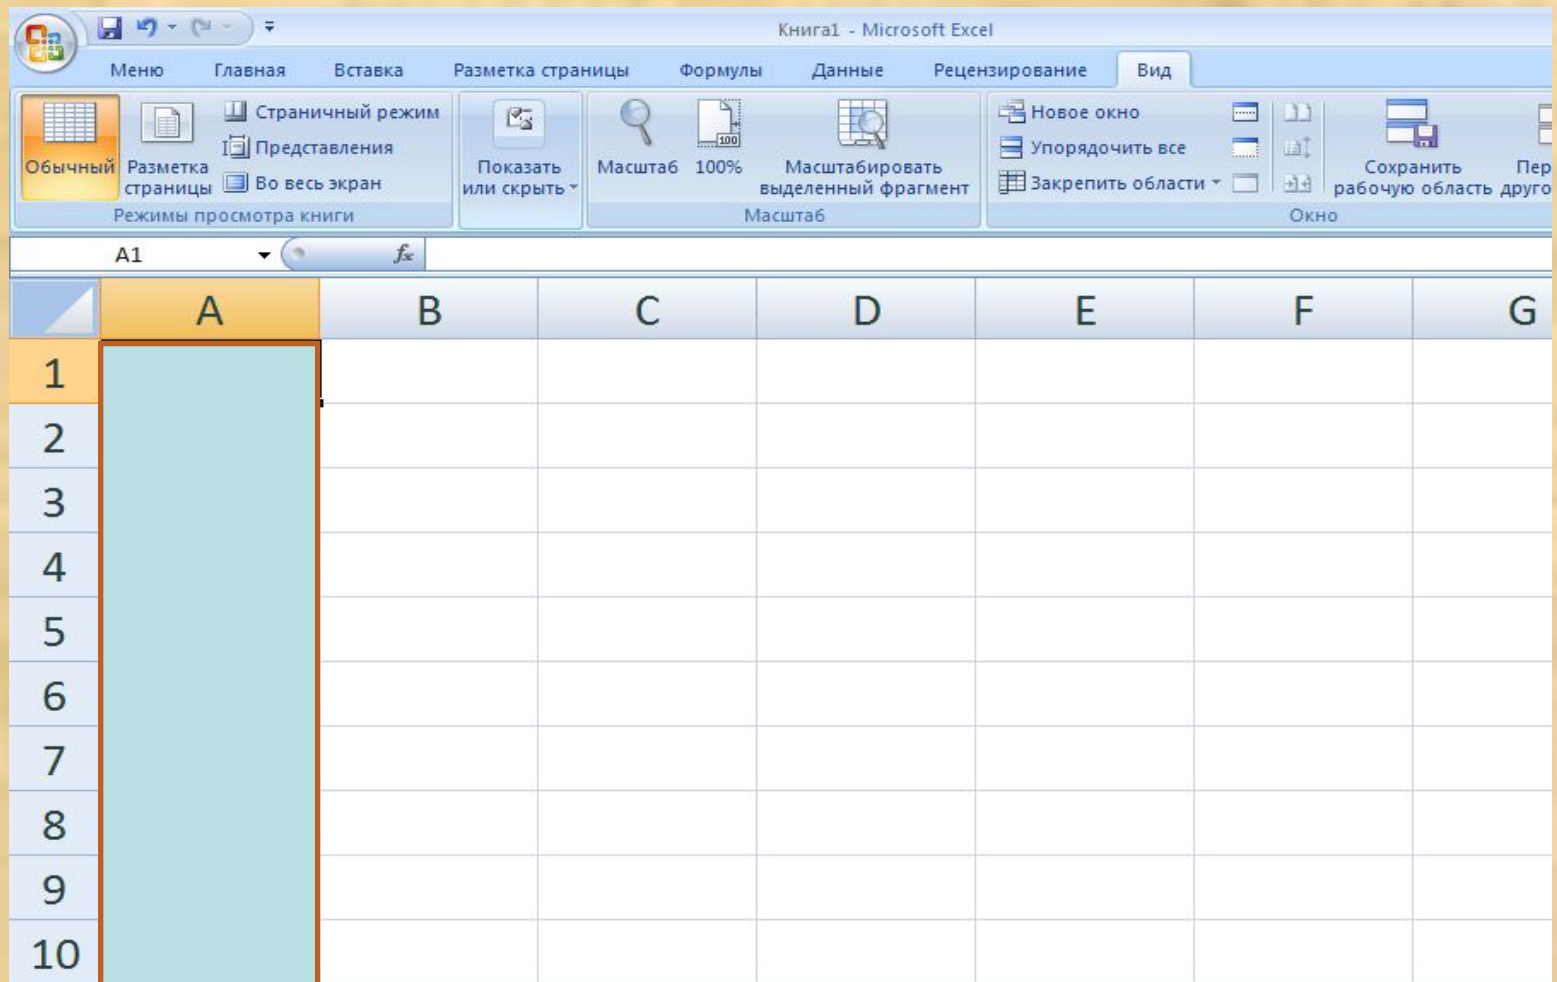 Книга1 - Microsoft Excel
Меню Главная Вставка Разметка страницы Формулы Данные Рецензирование Вид
Обычный
Разметка
страницы
Страничный режим
Представления
Во весь экран
Режимы просмотра книги
Показать
или скрыть
Масштаб
100
100%
Масштабировать
выделенный фрагмент
Масштаб
Новое окно
Упорядочить все
Закрепить области
Сохранить
рабочую область
Окно
A1
fx
A B C D E F G
1
2
3
4
5
6
7
8
9
10